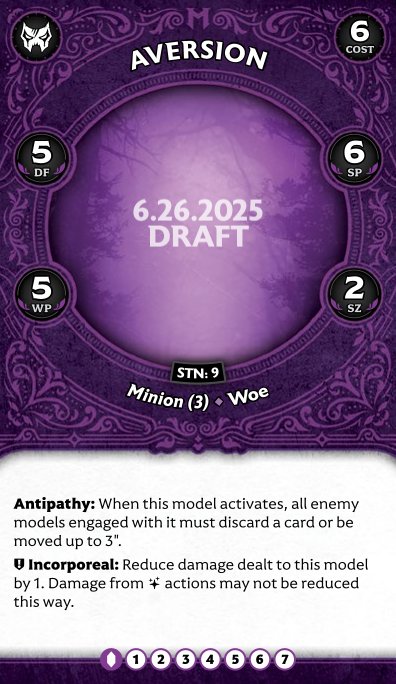 AVERSION
6
COST
5
DF
6
SP
6.26.2025
DRAFT
5
WP
2
SZ
STN: 9
Minion (3) ⬥ Woe
Antipathy: When this model activates, all enemy
models engaged with it must discard a card or be
moved up to 3".
Incorporeal: Reduce damage dealt to this model
by 1. Damage from actions may not be reduced
this way.
1 2 3 4 5 6 7